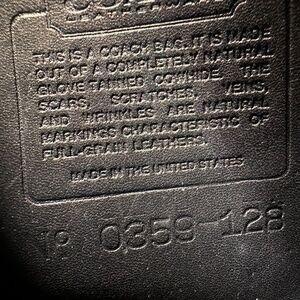 THIS IS A COACH BAG. IT IS MADE
OUT OF A COMPLETELY NATURAL
GLOVE TANNED COWHIDE. THE
SCARS, SCRATCHES, VEINS,
AND WRINKLES ARE NATURAL
MARKINGS CHARACTERISTIC OF
FULL-GRAIN LEATHERS.
MADE IN THE UNITED STATES
No 0359-128